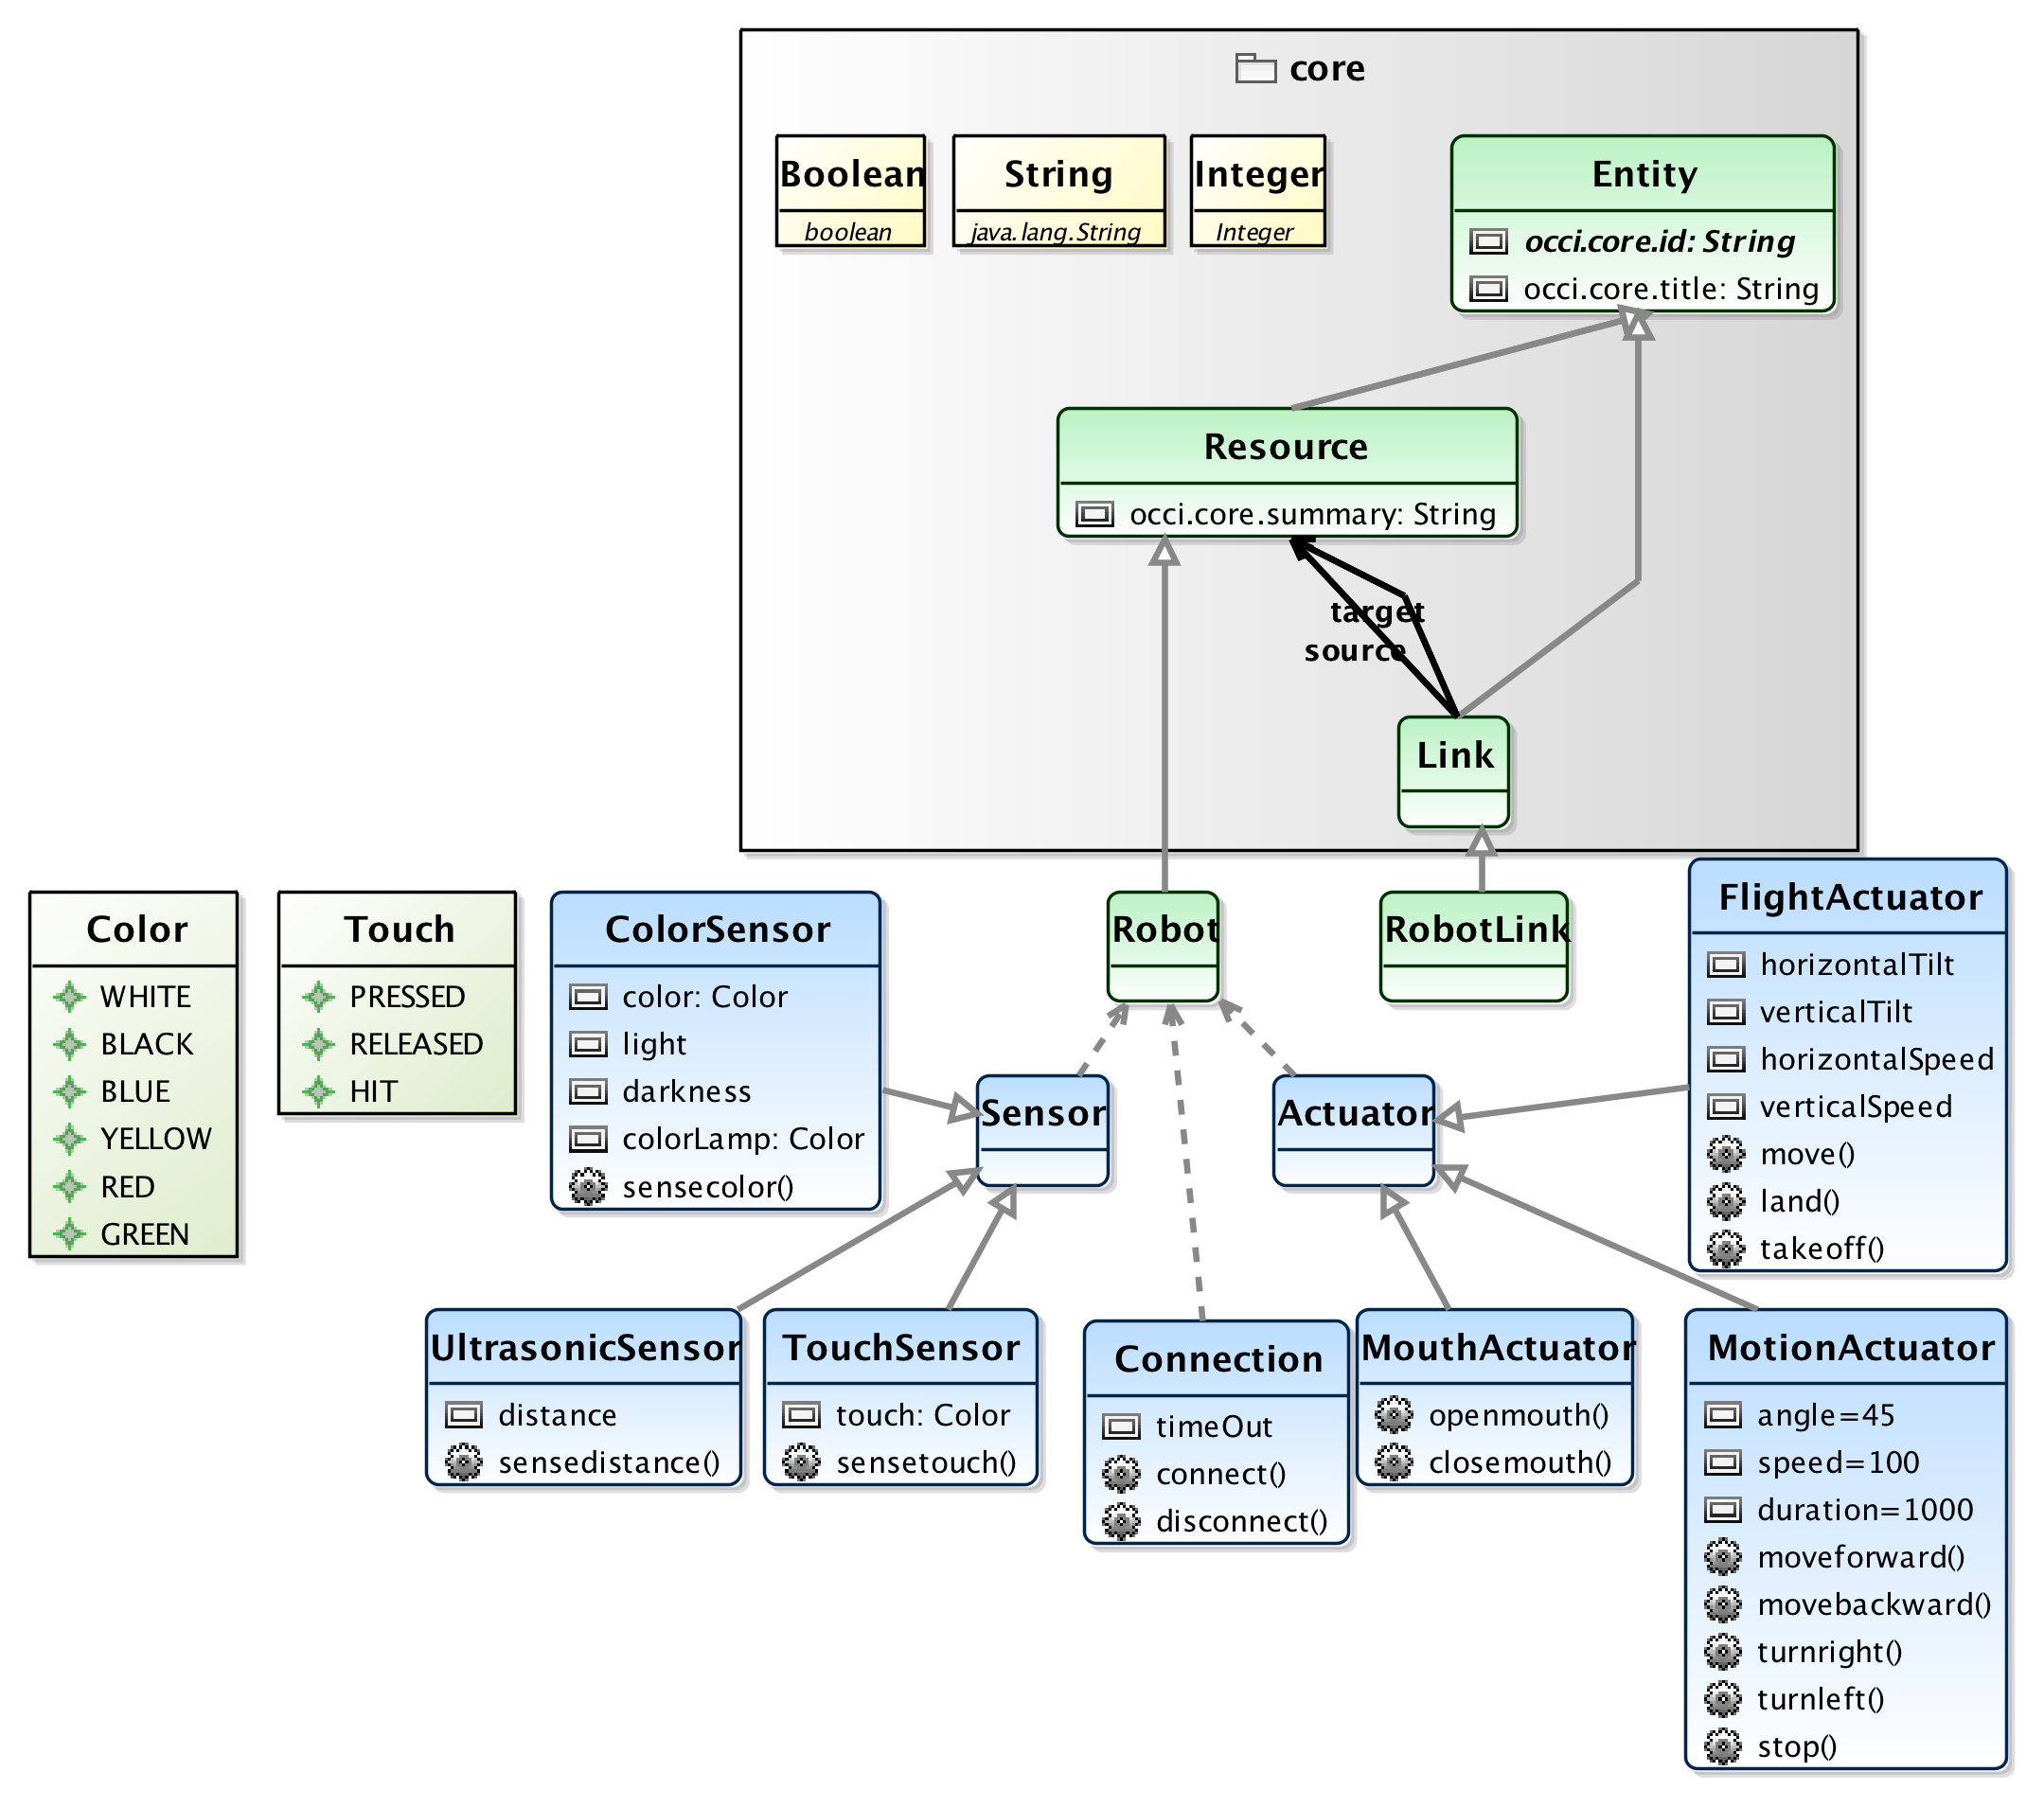 core
Boolean
boolean
String
java.lang.String
Integer
Integer
Entity
occi.core.id: String
occi.core.title: String
Resource
occi.core.summary: String
target
source
Link
Color
WHITE
BLACK
BLUE
YELLOW
RED
GREEN
Touch
PRESSED
RELEASED
HIT
ColorSensor
color: Color
light
darkness
colorLamp: Color
sensecolor()
Robot
RobotLink
FlightActuator
horizontalTilt
verticalTilt
horizontalSpeed
verticalSpeed
move()
land()
takeoff()
Sensor
Actuator
UltrasonicSensor
distance
sensedistance()
TouchSensor
touch: Color
sensetouch()
Connection
timeOut
connect()
disconnect()
MouthActuator
openmouth()
closemouth()
MotionActuator
angle=45
speed=100
duration=1000
moveforward()
movebackward()
turnright()
turnleft()
stop()